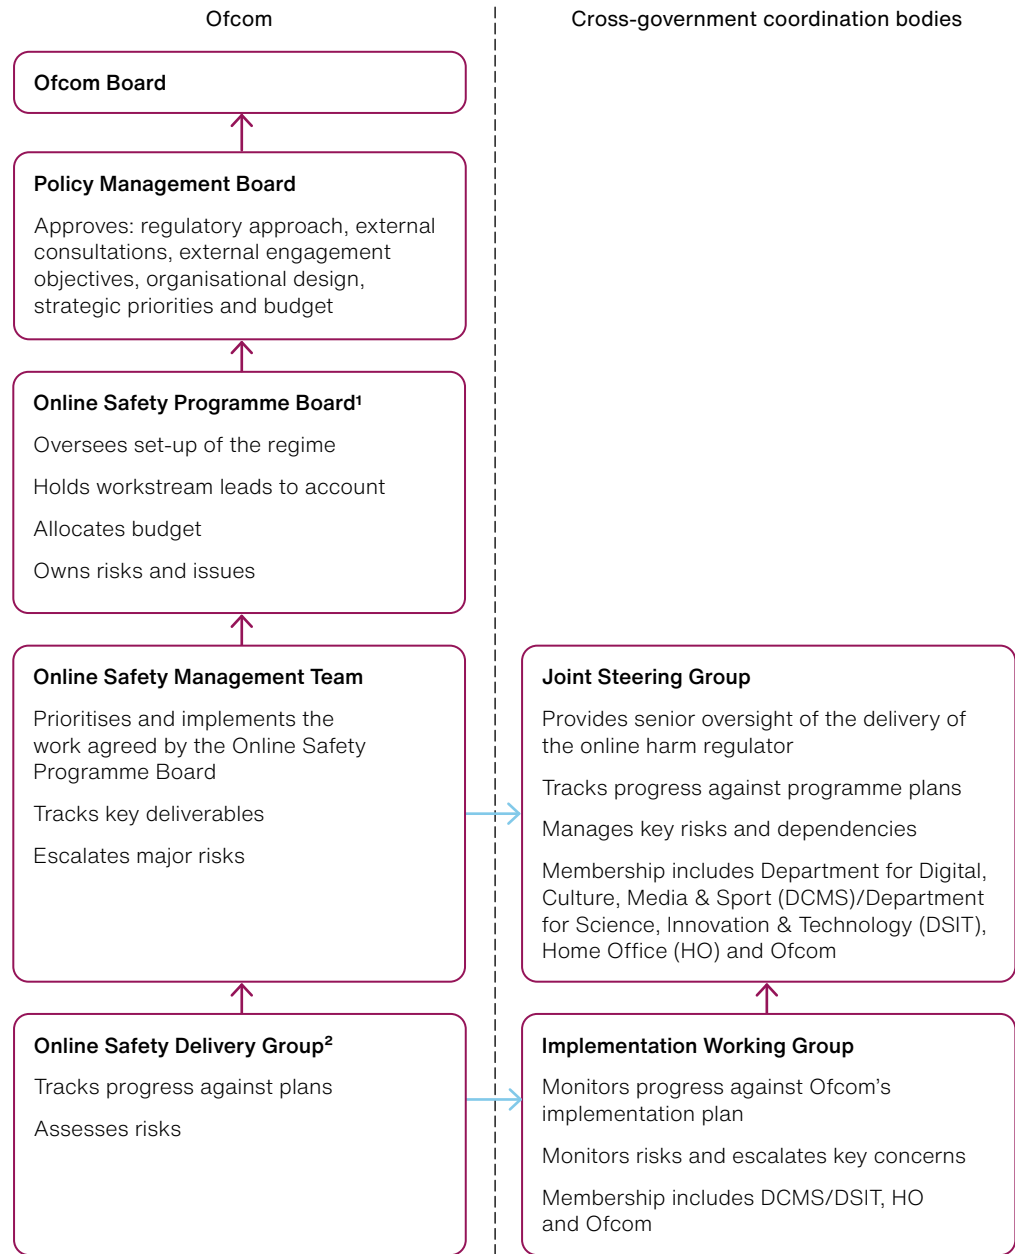 Ofcom
Cross-government coordination bodies
Ofcom Board
Policy Management Board
Approves: regulatory approach, external
consultations, external engagement
objectives, organisational design,
strategic priorities and budget
Online Safety Programme Board¹
Oversees set-up of the regime
Holds workstream leads to account
Allocates budget
Owns risks and issues
Online Safety Management Team
Prioritises and implements the
work agreed by the Online Safety
Programme Board
Tracks key deliverables
Escalates major risks
Joint Steering Group
Provides senior oversight of the delivery of
the online harm regulator
Tracks progress against programme plans
Manages key risks and dependencies
Membership includes Department for Digital,
Culture, Media & Sport (DCMS)/Department
for Science, Innovation & Technology (DSIT),
Home Office (HO) and Ofcom
Online Safety Delivery Group²
Tracks progress against plans
Assesses risks
Implementation Working Group
Monitors progress against Ofcom’s
implementation plan
Monitors risks and escalates key concerns
Membership includes DCMS/DSIT, HO
and Ofcom